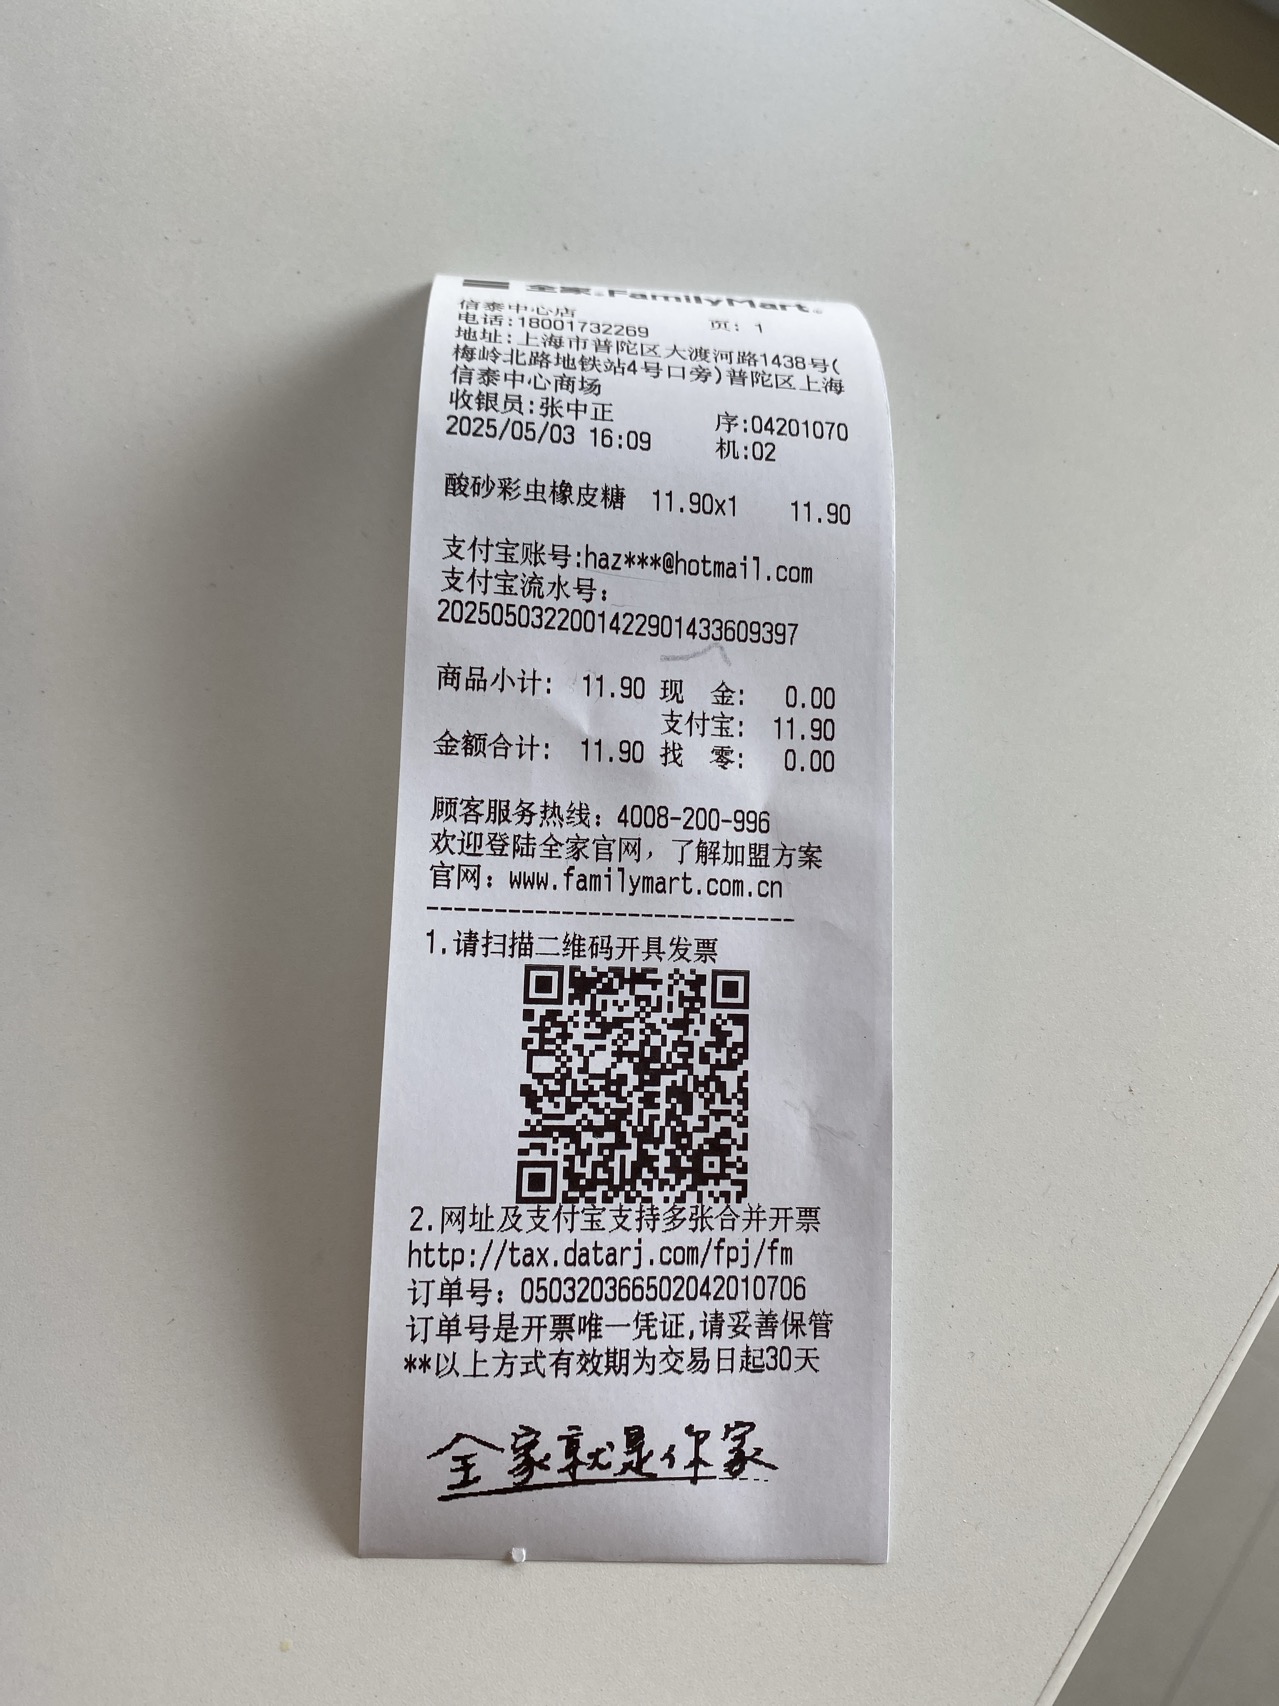 全家 FamilyMart
信泰中心店 页: 1
电话:18001732269
地址:上海市普陀区大渡河路1438号(
梅岭北路地铁站4号口旁)普陀区上海
信泰中心商场
收银员:张中正 序:04201070
2025/05/03 16:09 机:02
酸砂彩虫橡皮糖 11.90x1 11.90
支付宝账号:haz***@hotmail.com
支付宝流水号:
2025050322001422901433609397
商品小计: 11.90 现 金: 0.00
支付宝: 11.90
金额合计: 11.90 找 零: 0.00
顾客服务热线: 4008-200-996
欢迎登陆全家官网，了解加盟方案
官网: www.familymart.com.cn
----------------------------
1.请扫描二维码开具发票
2.网址及支付宝支持多张合并开票
http://tax.datarj.com/fpj/fm
订单号: 050320366502042010706
订单号是开票唯一凭证,请妥善保管
**以上方式有效期为交易日起30天
全家就是你家